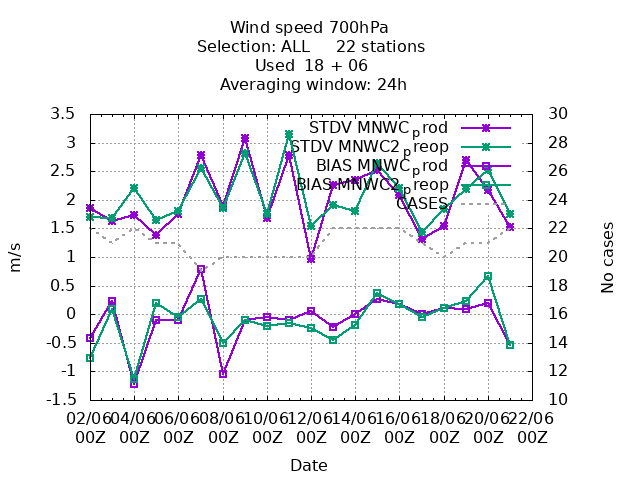 Wind speed 700hPa
Selection: ALL 22 stations
Used 18 + 06
Averaging window: 24h
3.5
3
2.5
2
1.5
1
0.5
0
-0.5
-1
-1.5
m/s
30
28
26
24
22
20
18
16
14
12
10
No cases
STDV MNWC_prod
STDV MNWC2_preop
BIAS MNWC_prod
BIAS MNWC2_preop
CASES
02/06 04/06 06/06 08/06 10/06 12/06 14/06 16/06 18/06 20/06 22/06
00Z 00Z 00Z 00Z 00Z 00Z 00Z 00Z 00Z 00Z 00Z
Date